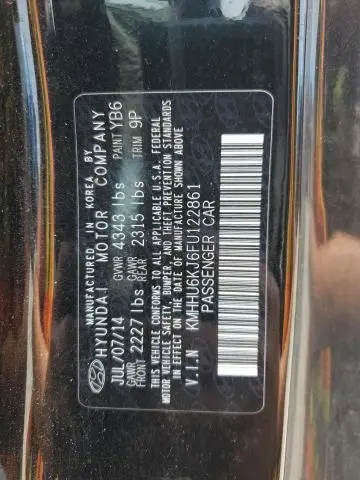 MANUFACTURED IN KOREA BY
HYUNDAI MOTOR COMPANY
JUL/07/14 GVWR 4343 lbs PAINT YB6
GAWR FRONT 2227 lbs GAWR REAR 2315 lbs TRIM 9P
THIS VEHICLE CONFORMS TO ALL APPLICABLE U.S.A. FEDERAL
MOTOR VEHICLE SAFETY, BUMPER AND THEFT PREVENTION STANDARDS
IN EFFECT ON THE DATE OF MANUFACTURE SHOWN ABOVE
V.I.N KMHHU6KJ6FU122861
PASSENGER CAR